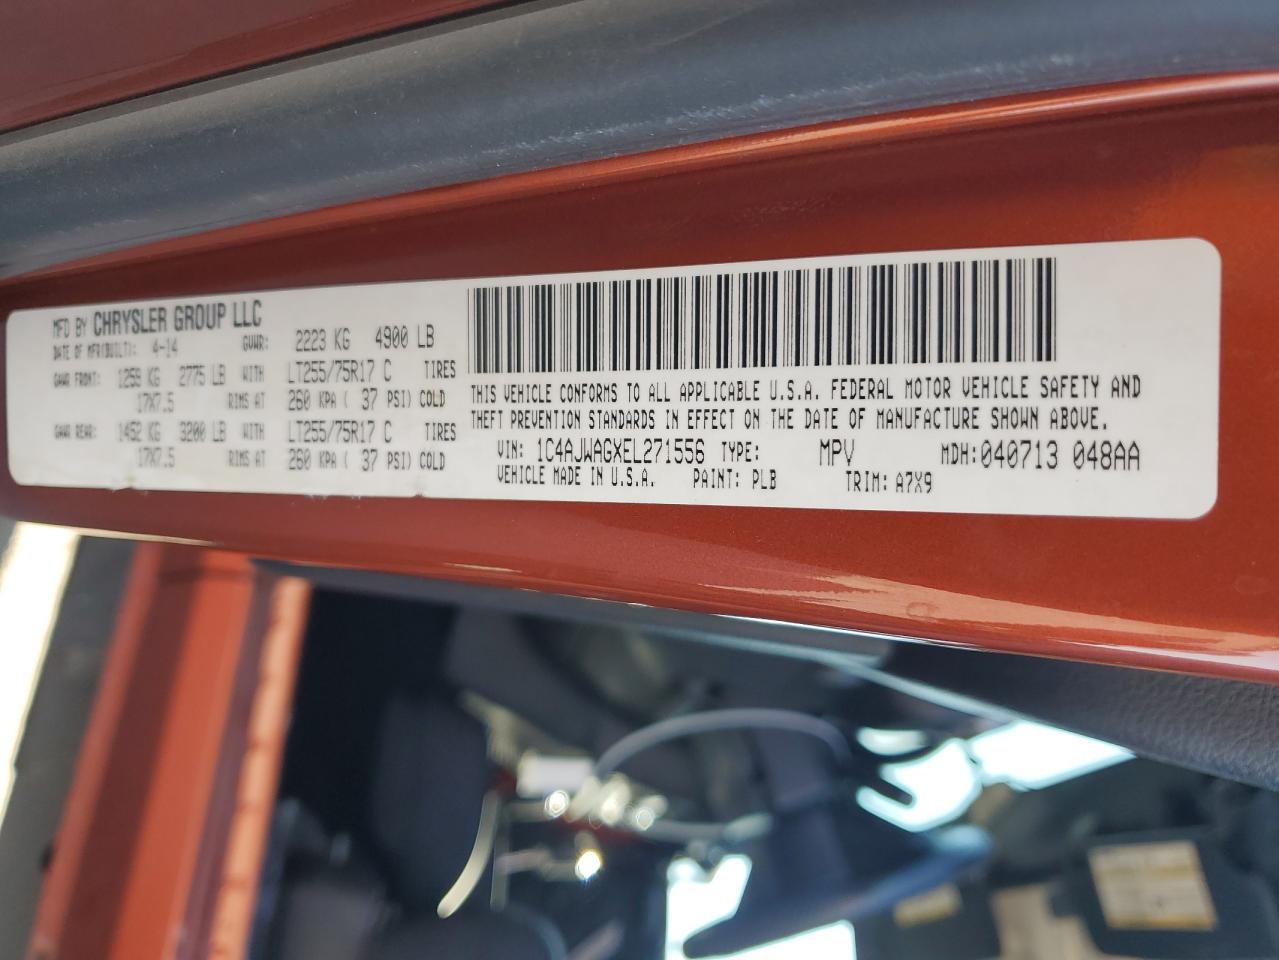 MFD BY CHRYSLER GROUP LLC
DATE OF MFR(BUILT): 4-14 GVWR: 2223 KG 4900 LB
GAWR FRONT: 1259 KG 2775 LB WITH LT255/75R17 C TIRES
17X7.5 RIMS AT 260 KPA ( 37 PSI) COLD
GAWR REAR: 1452 KG 3200 LB WITH LT255/75R17 C TIRES
17X7.5 RIMS AT 260 KPA ( 37 PSI) COLD
THIS VEHICLE CONFORMS TO ALL APPLICABLE U.S.A. FEDERAL MOTOR VEHICLE SAFETY AND
THEFT PREVENTION STANDARDS IN EFFECT ON THE DATE OF MANUFACTURE SHOWN ABOVE.
VIN: 1C4AJWAGXEL271556 TYPE: MPV MDH: 040713 048AA
VEHICLE MADE IN U.S.A. PAINT: PLB TRIM: A7X9